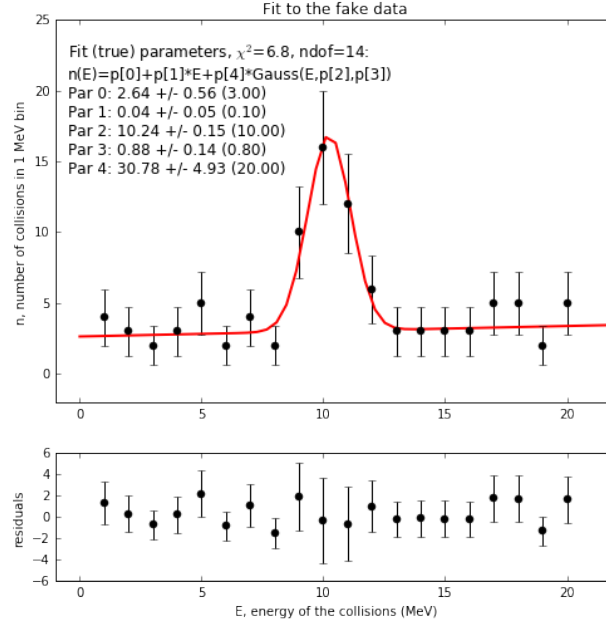 Fit to the fake data
25
20
15
10
5
0
n, number of collisions in 1 MeV bin
Fit (true) parameters, χ²=6.8, ndof=14:
n(E)=p[0]+p[1]*E+p[4]*Gauss(E,p[2],p[3])
Par 0: 2.64 +/- 0.56 (3.00)
Par 1: 0.04 +/- 0.05 (0.10)
Par 2: 10.24 +/- 0.15 (10.00)
Par 3: 0.88 +/- 0.14 (0.80)
Par 4: 30.78 +/- 4.93 (20.00)
0 5 10 15 20
6
4
2
0
−2
−4
−6
residuals
0 5 10 15 20
E, energy of the collisions (MeV)